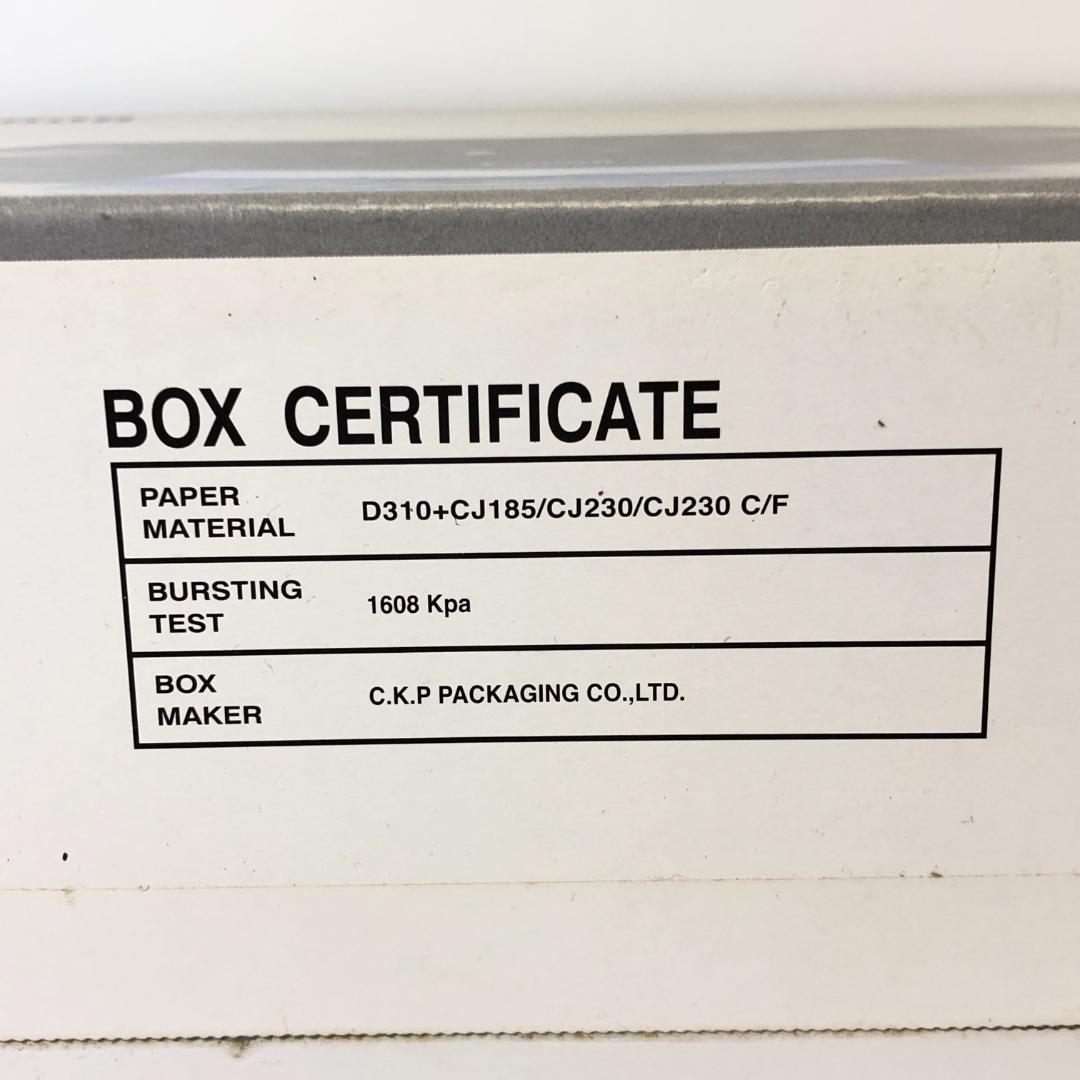 BOX CERTIFICATE
PAPER
MATERIAL
D310+CJ185/CJ230/CJ230 C/F
BURSTING
TEST
1608 Kpa
BOX
MAKER
C.K.P PACKAGING CO.,LTD.